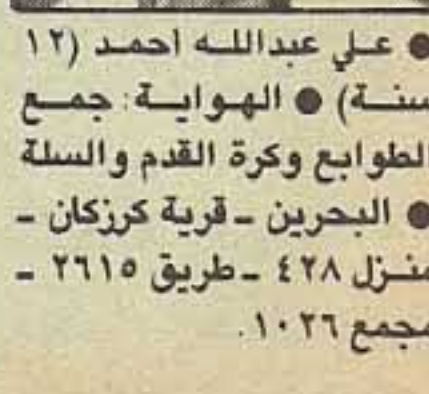 ● علي عبدالله احمد (١٢
سنة) ● الهواية: جمع
الطوابع وكرة القدم والسلة
● البحرين ـ قرية كرزكان ـ
منزل ٤٢٨ ـ طريق ٢٦١٥ ـ
مجمع ١٠٢٦.